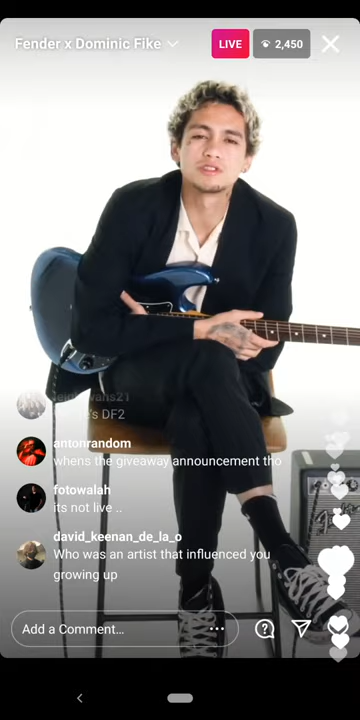 Fender x Dominic Fike
LIVE
2,450
DF2
antonrandom
whens the giveaway announcement tho
fotowalah
its not live ..
david_keenan_de_la_o
Who was an artist that influenced you
growing up
Add a Comment...